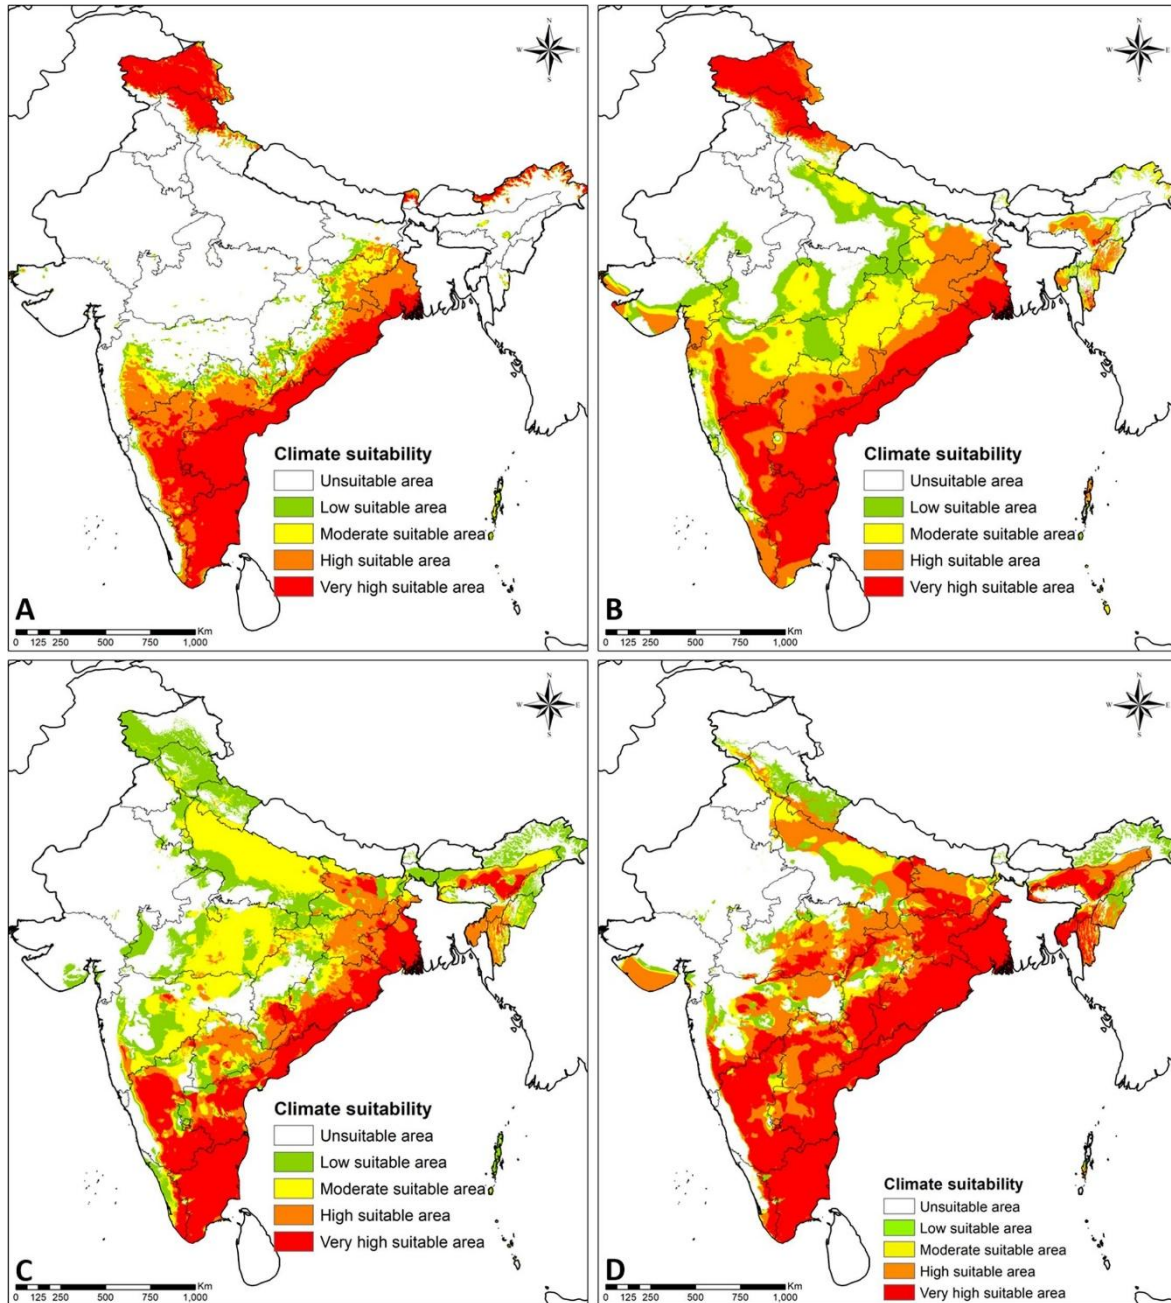 N
W E
S
Climate suitability
Unsuitable area
Low suitable area
Moderate suitable area
High suitable area
Very high suitable area
A
Km
0 125 250 500 750 1,000
N
W E
S
Climate suitability
Unsuitable area
Low suitable area
Moderate suitable area
High suitable area
Very high suitable area
B
Km
0 125 250 500 750 1,000
N
W E
S
Climate suitability
Unsuitable area
Low suitable area
Moderate suitable area
High suitable area
Very high suitable area
C
Km
0 125 250 500 750 1,000
N
W E
S
Climate suitability
Unsuitable area
Low suitable area
Moderate suitable area
High suitable area
Very high suitable area
D
Km
0 125 250 500 750 1,000